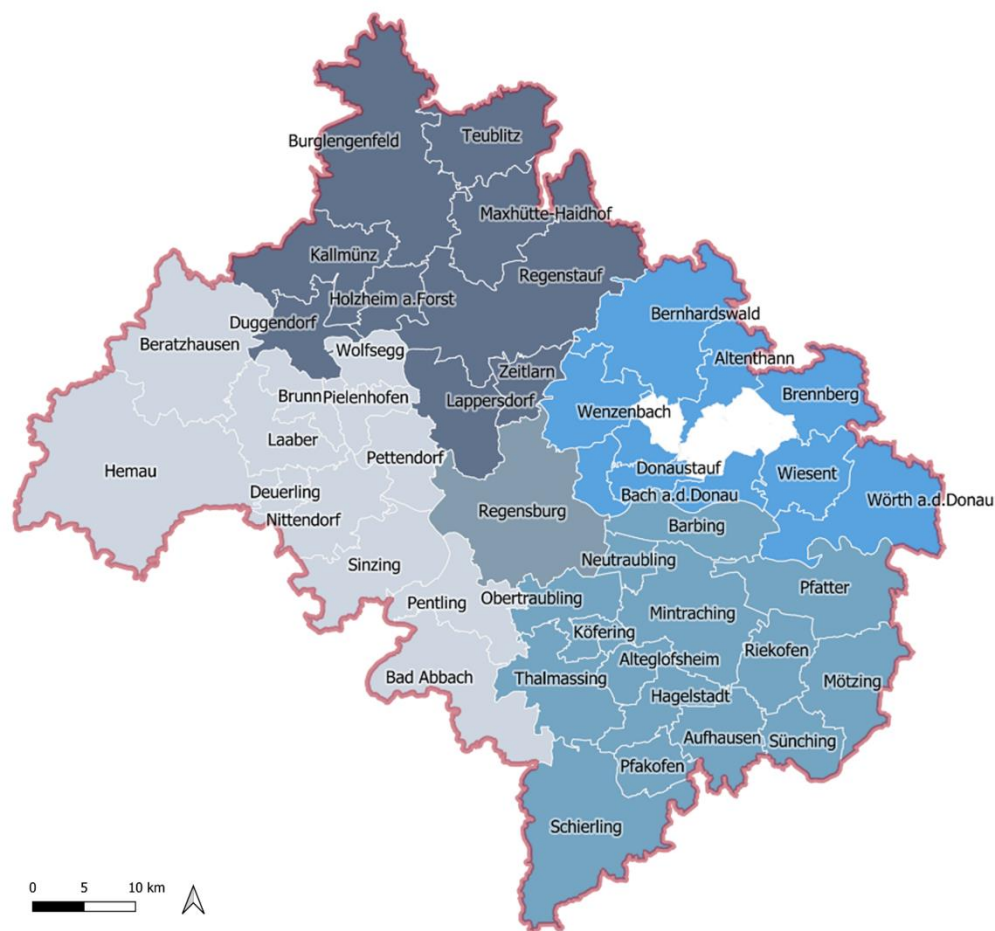 Teublitz
Burglengenfeld
Maxhütte-Haidhof
Kallmünz
Regenstauf
Holzheim a.Forst
Bernhardswald
Duggendorf
Beratzhausen
Wolfsegg
Altenthann
Zeitlarn
Brennberg
Brunn
Pielenhofen
Lappersdorf
Wenzenbach
Laaber
Pettendorf
Hemau
Donaustauf
Wiesent
Deuerling
Bach a.d.Donau
Wörth a.d.Donau
Regensburg
Nittendorf
Barbing
Sinzing
Neutraubling
Pfatter
Pentling
Obertraubling
Mintraching
Köfering
Riekofen
Alteglofsheim
Bad Abbach
Thalmassing
Mötzing
Hagelstadt
Aufhausen
Sünching
Pfakofen
Schierling
0 5 10 km